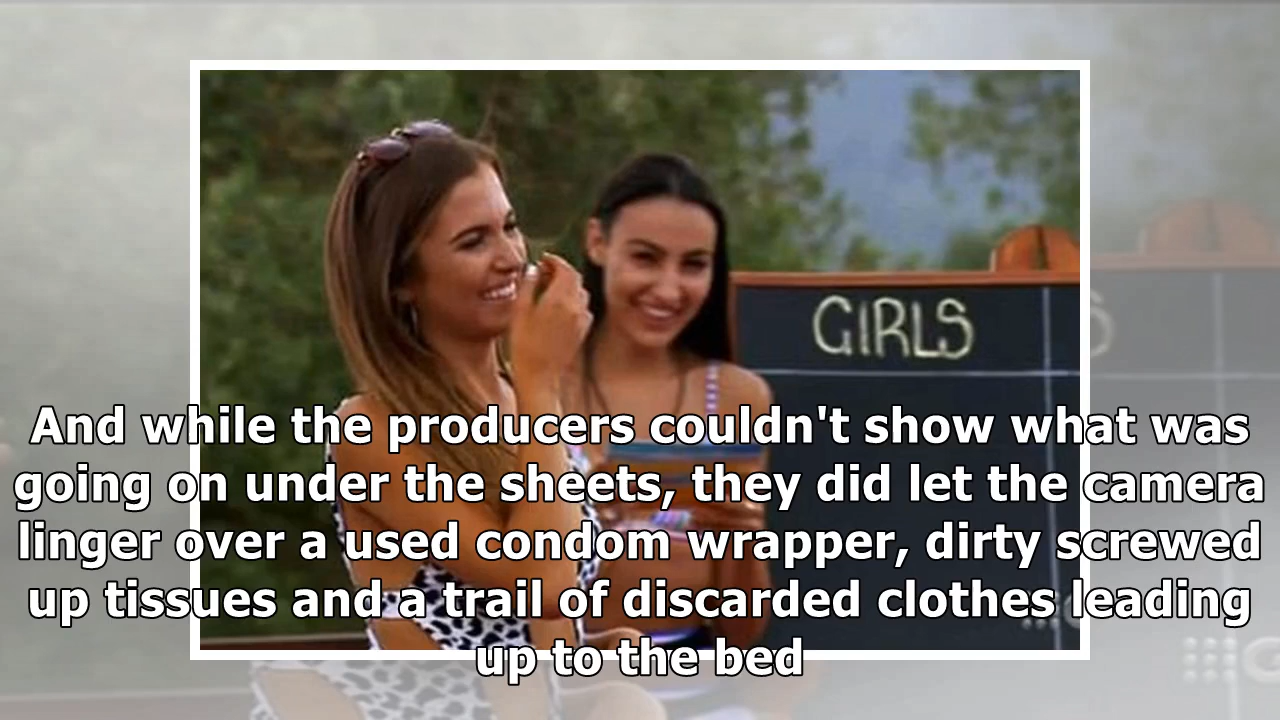 GIRLS
And while the producers couldn't show what was
going on under the sheets, they did let the camera
linger over a used condom wrapper, dirty screwed
up tissues and a trail of discarded clothes leading
up to the bed